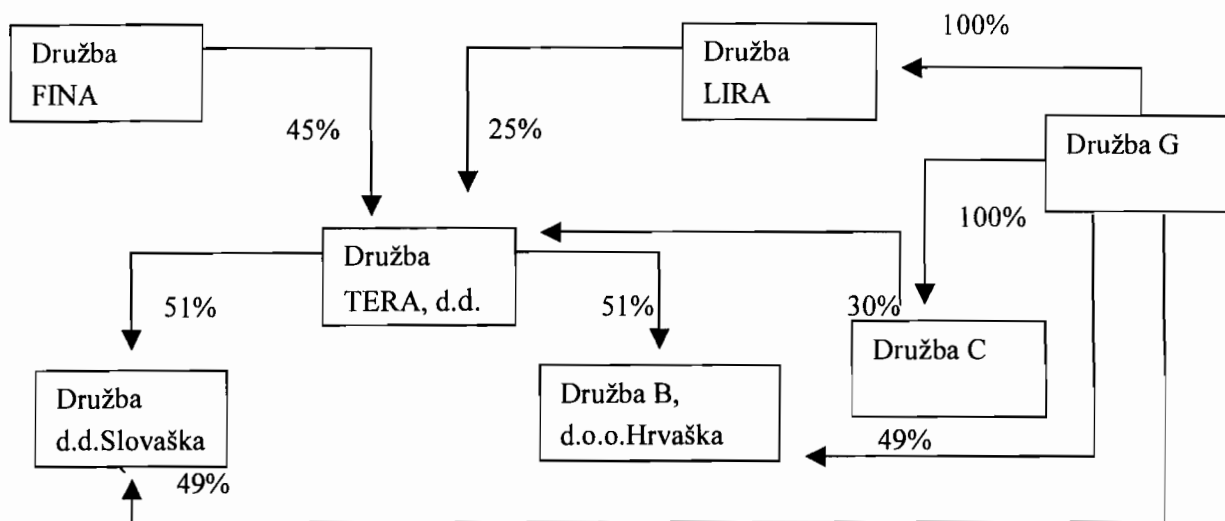 100%
Družba
FINA
Družba
LIRA
45%
25%
Družba G
100%
Družba
TERA, d.d.
51%
51%
30%
Družba C
Družba
d.d.Slovaška
Družba B,
d.o.o.Hrvaška
49%
49%